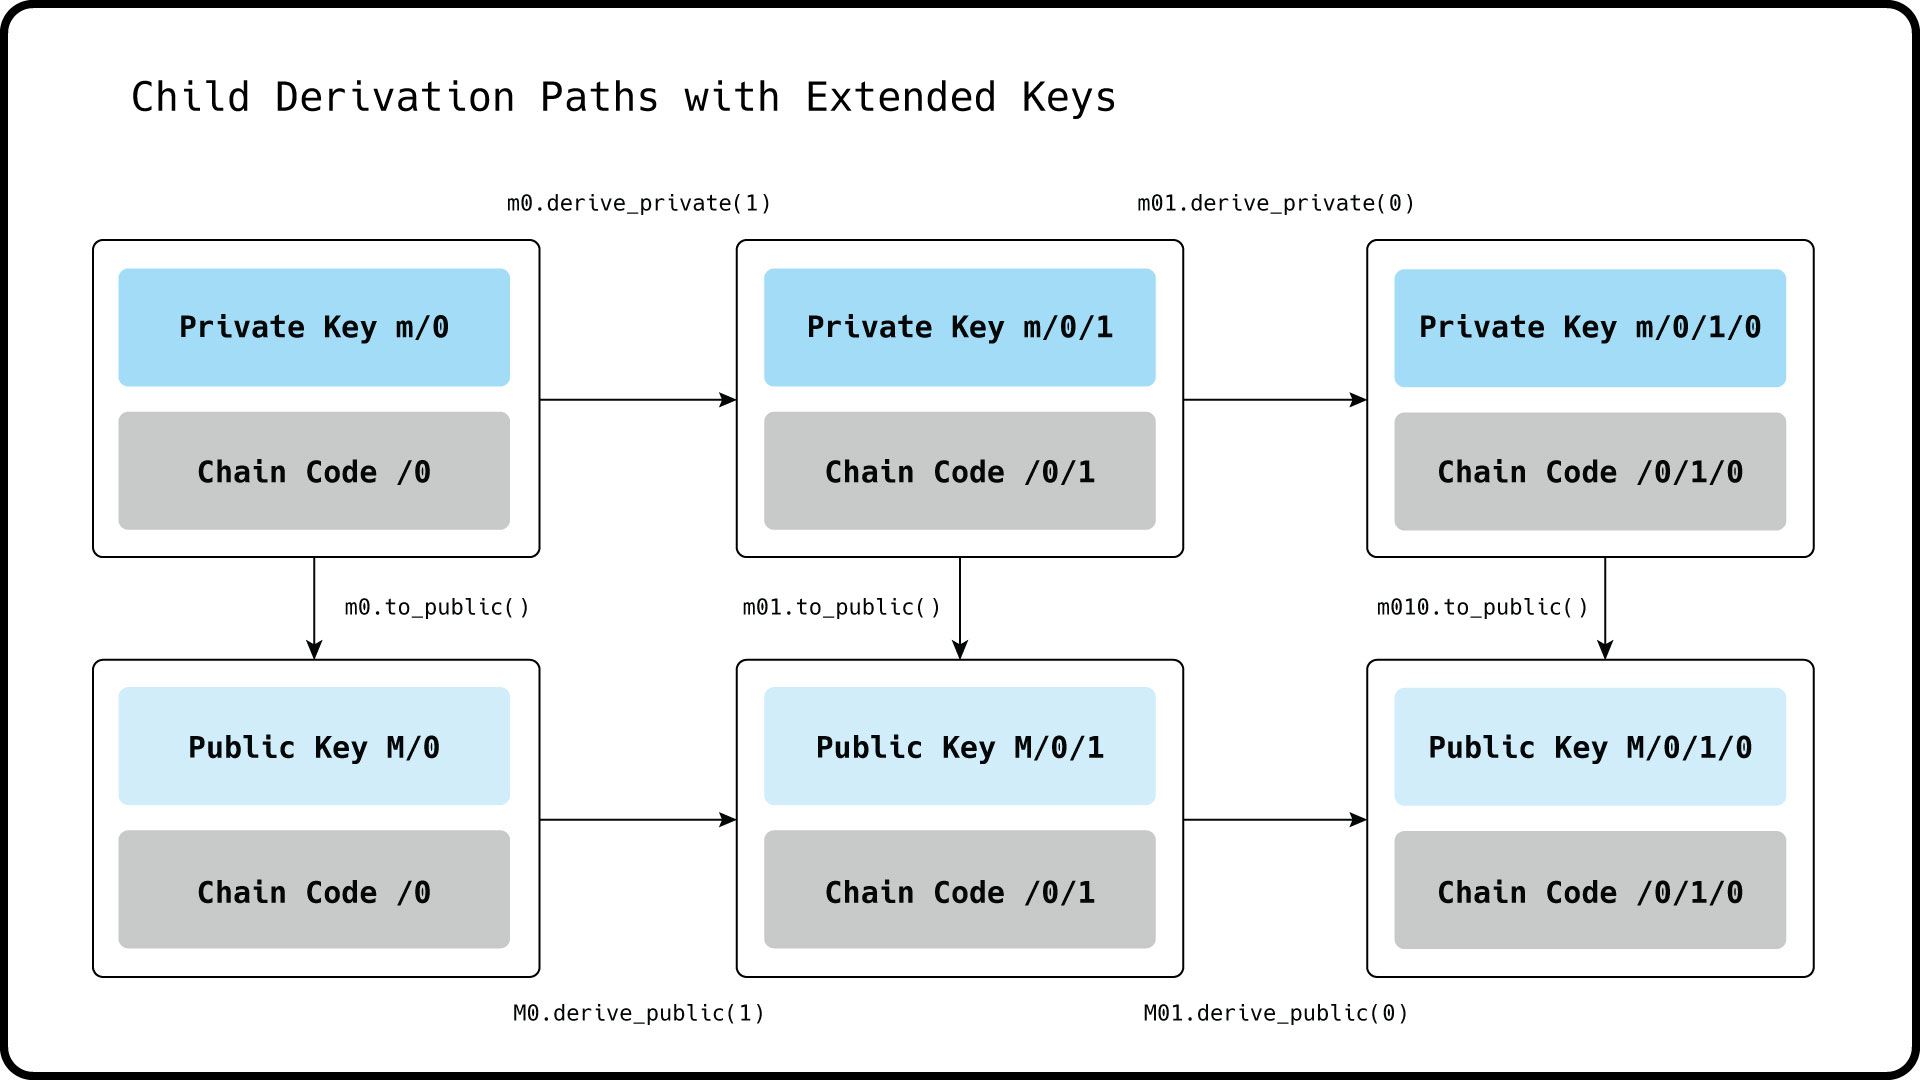 Child Derivation Paths with Extended Keys
m0.derive_private(1)
m01.derive_private(0)
Private Key m/0
Private Key m/0/1
Private Key m/0/1/0
Chain Code /0
Chain Code /0/1
Chain Code /0/1/0
m0.to_public()
m01.to_public()
m010.to_public()
Public Key M/0
Public Key M/0/1
Public Key M/0/1/0
Chain Code /0
Chain Code /0/1
Chain Code /0/1/0
M0.derive_public(1)
M01.derive_public(0)